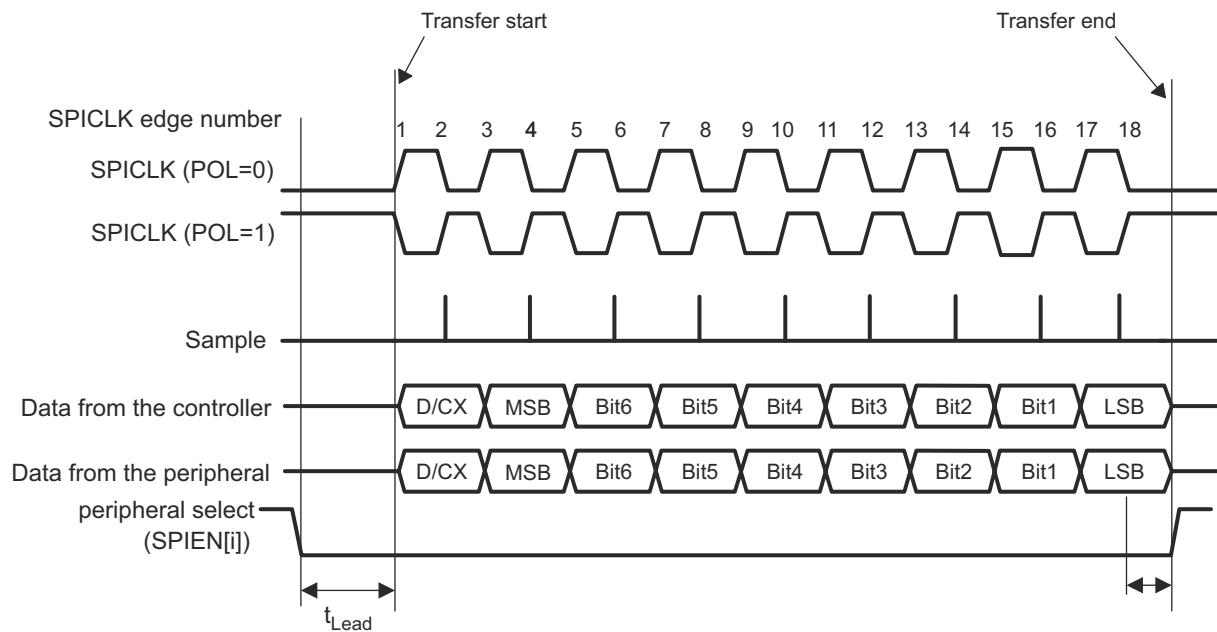 Transfer start
Transfer end
SPICLK edge number
1 2 3 4 5 6 7 8 9 10 11 12 13 14 15 16 17 18
SPICLK (POL=0)
SPICLK (POL=1)
Sample
Data from the controller
D/CX MSB Bit6 Bit5 Bit4 Bit3 Bit2 Bit1 LSB
Data from the peripheral
D/CX MSB Bit6 Bit5 Bit4 Bit3 Bit2 Bit1 LSB
peripheral select
(SPIEN[i])
tLead